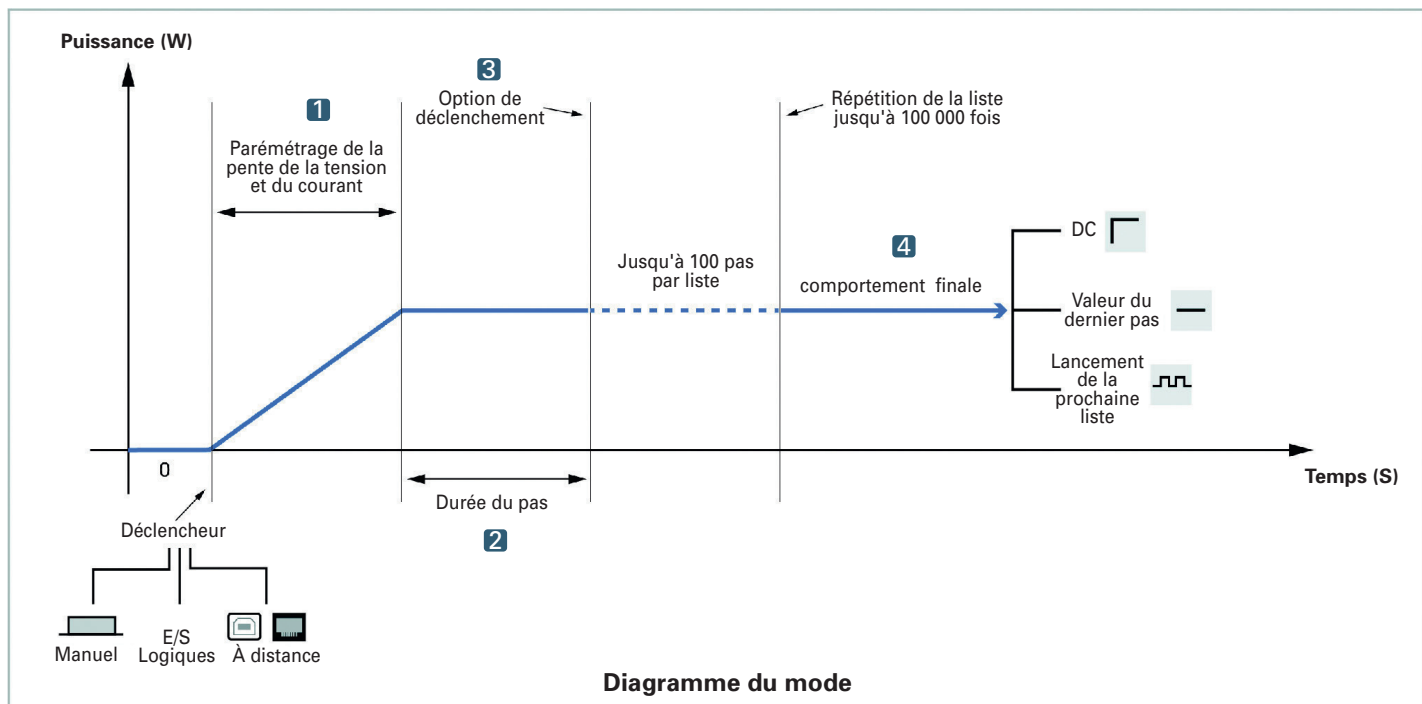 Puissance (W)
1
Parémétrage de la
pente de la tension
et du courant
3
Option de
déclenchement
Répétition de la liste
jusqu'à 100 000 fois
Jusqu'à 100 pas
par liste
4
comportement finale
DC
Valeur du
dernier pas
Lancement
de la
prochaine
liste
0
Temps (S)
Durée du pas
2
Déclencheur
Manuel
E/S
Logiques
À distance
Diagramme du mode